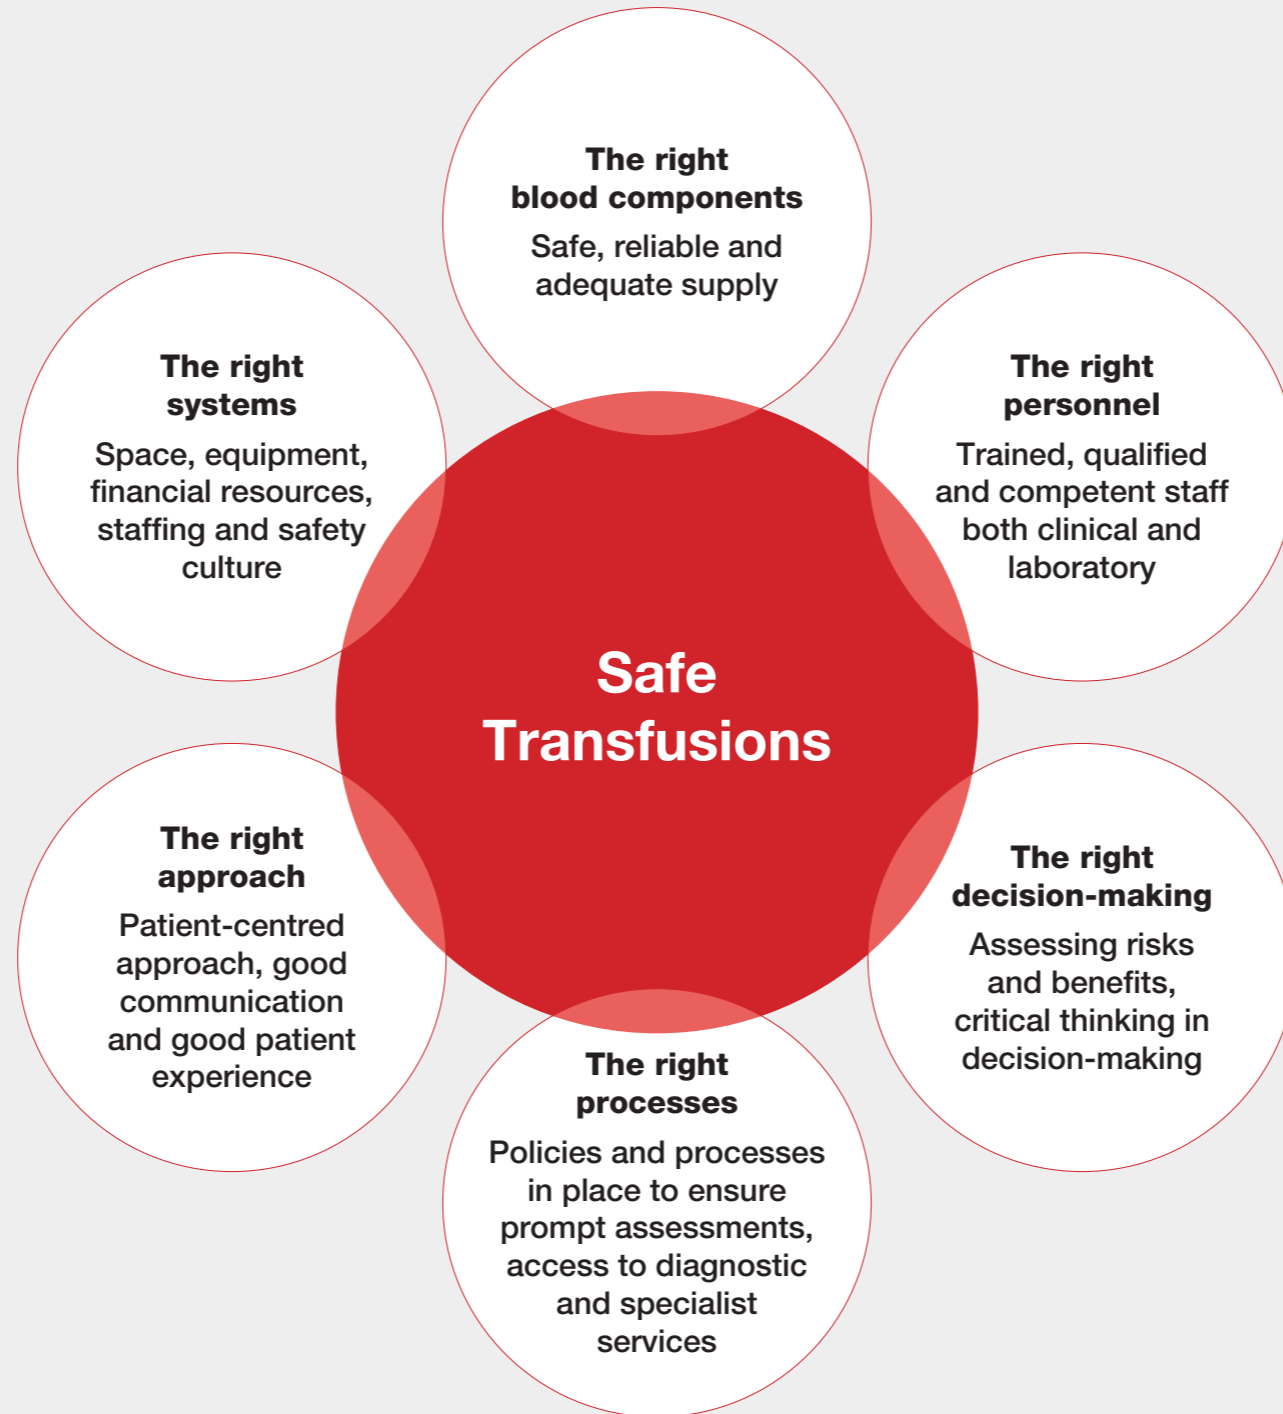 The right
blood components
Safe, reliable and
adequate supply
The right
systems
Space, equipment,
financial resources,
staffing and safety
culture
The right
personnel
Trained, qualified
and competent staff
both clinical and
laboratory
Safe
Transfusions
The right
approach
Patient-centred
approach, good
communication
and good patient
experience
The right
decision-making
Assessing risks
and benefits,
critical thinking in
decision-making
The right
processes
Policies and processes
in place to ensure
prompt assessments,
access to diagnostic
and specialist
services